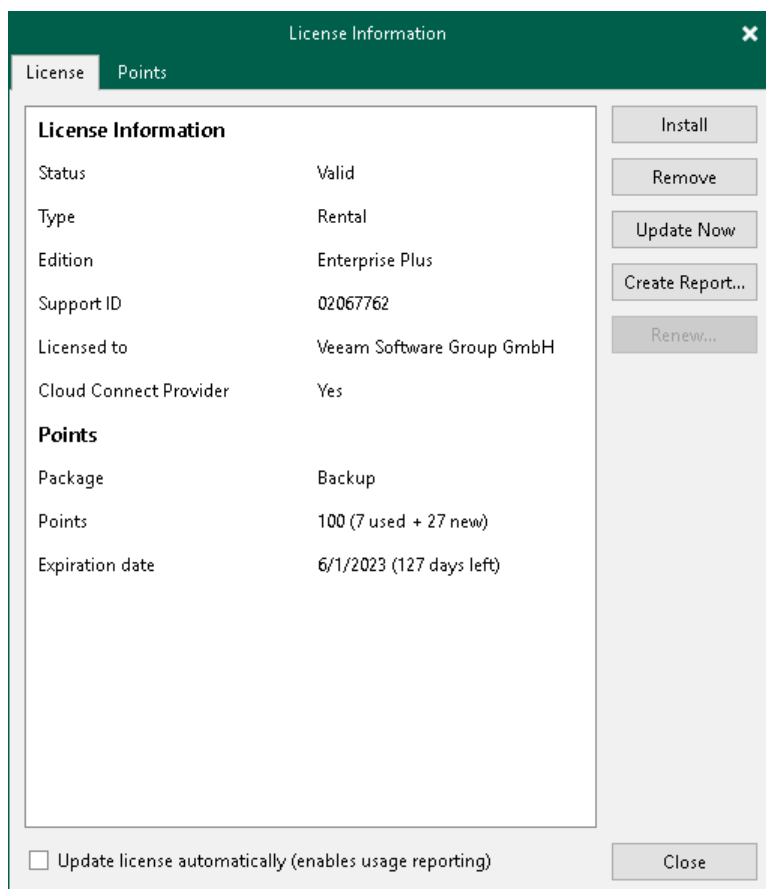 License Information
License Points
License Information
Status Valid
Type Rental
Edition Enterprise Plus
Support ID 02067762
Licensed to Veeam Software Group GmbH
Cloud Connect Provider Yes
Points
Package Backup
Points 100 (7 used + 27 new)
Expiration date 6/1/2023 (127 days left)
Install
Remove
Update Now
Create Report...
Renew...
Update license automatically (enables usage reporting)
Close